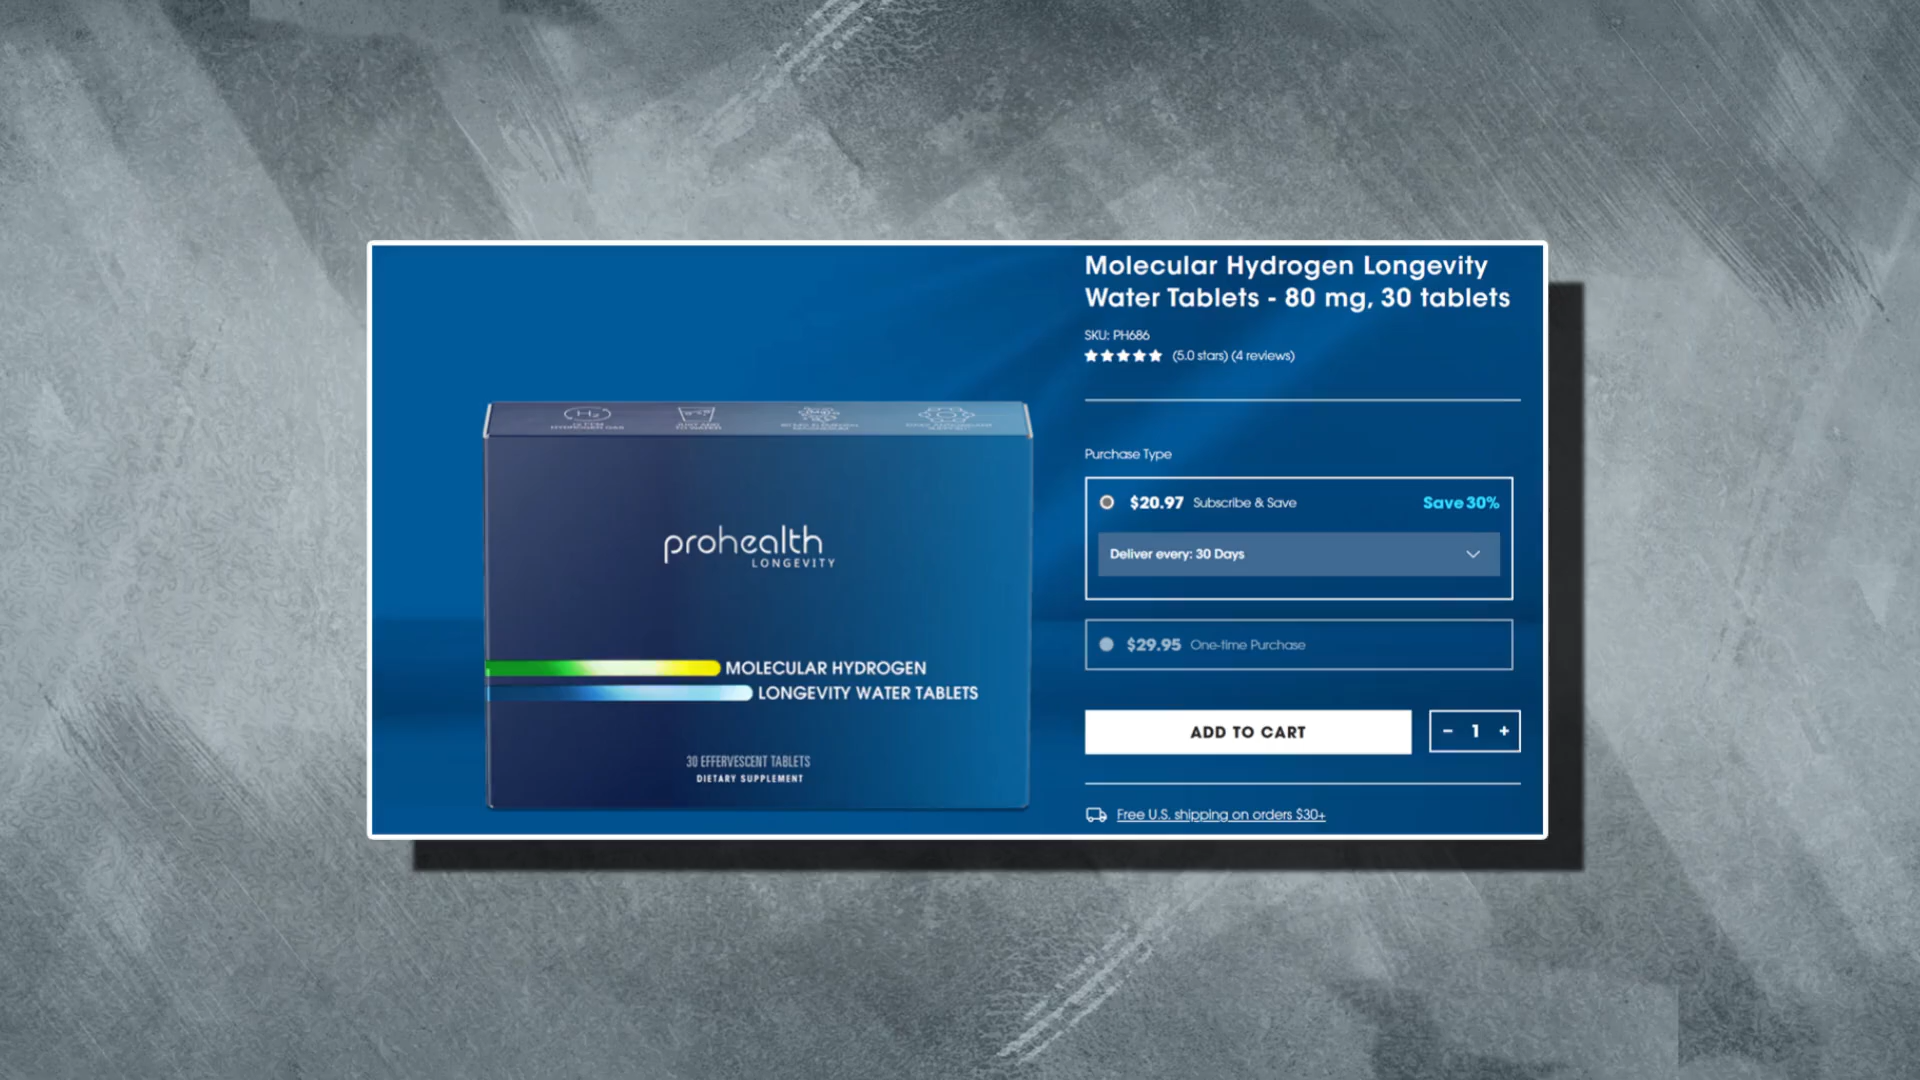 Molecular Hydrogen Longevity
Water Tablets - 80 mg, 30 tablets
SKU: PH686
(5.0 stars) (4 reviews)
Purchase Type
$20.97 Subscribe & Save Save 30%
Deliver every: 30 Days
$29.95 One-time Purchase
ADD TO CART
− 1 +
Free U.S. shipping on orders $30+
H₂
prohealth
LONGEVITY
MOLECULAR HYDROGEN
LONGEVITY WATER TABLETS
30 EFFERVESCENT TABLETS
DIETARY SUPPLEMENT